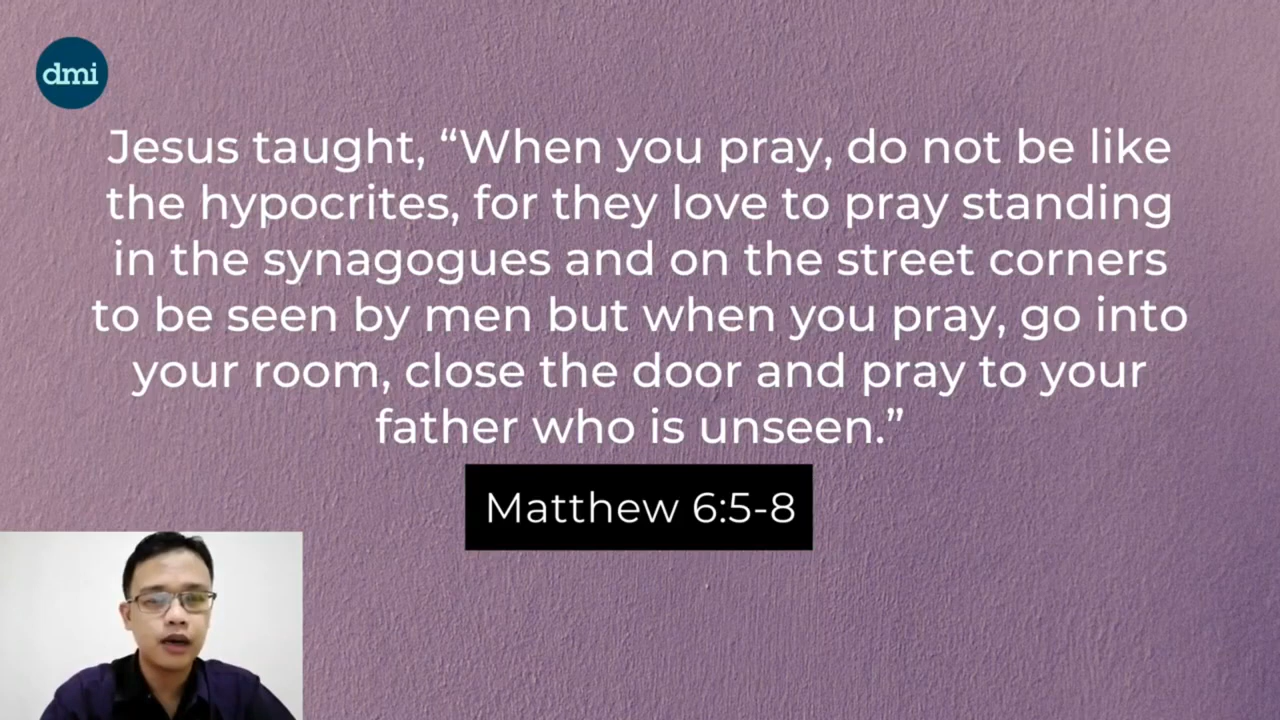 dmi
Jesus taught, “When you pray, do not be like
the hypocrites, for they love to pray standing
in the synagogues and on the street corners
to be seen by men but when you pray, go into
your room, close the door and pray to your
father who is unseen.”
Matthew 6:5-8